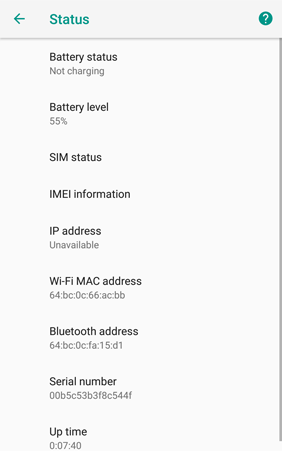 Status
Battery status
Not charging
Battery level
55%
SIM status
IMEI information
IP address
Unavailable
Wi-Fi MAC address
64:bc:0c:66:ac:bb
Bluetooth address
64:bc:0c:fa:15:d1
Serial number
00b5c53b3f8c544f
Up time
0:07:40